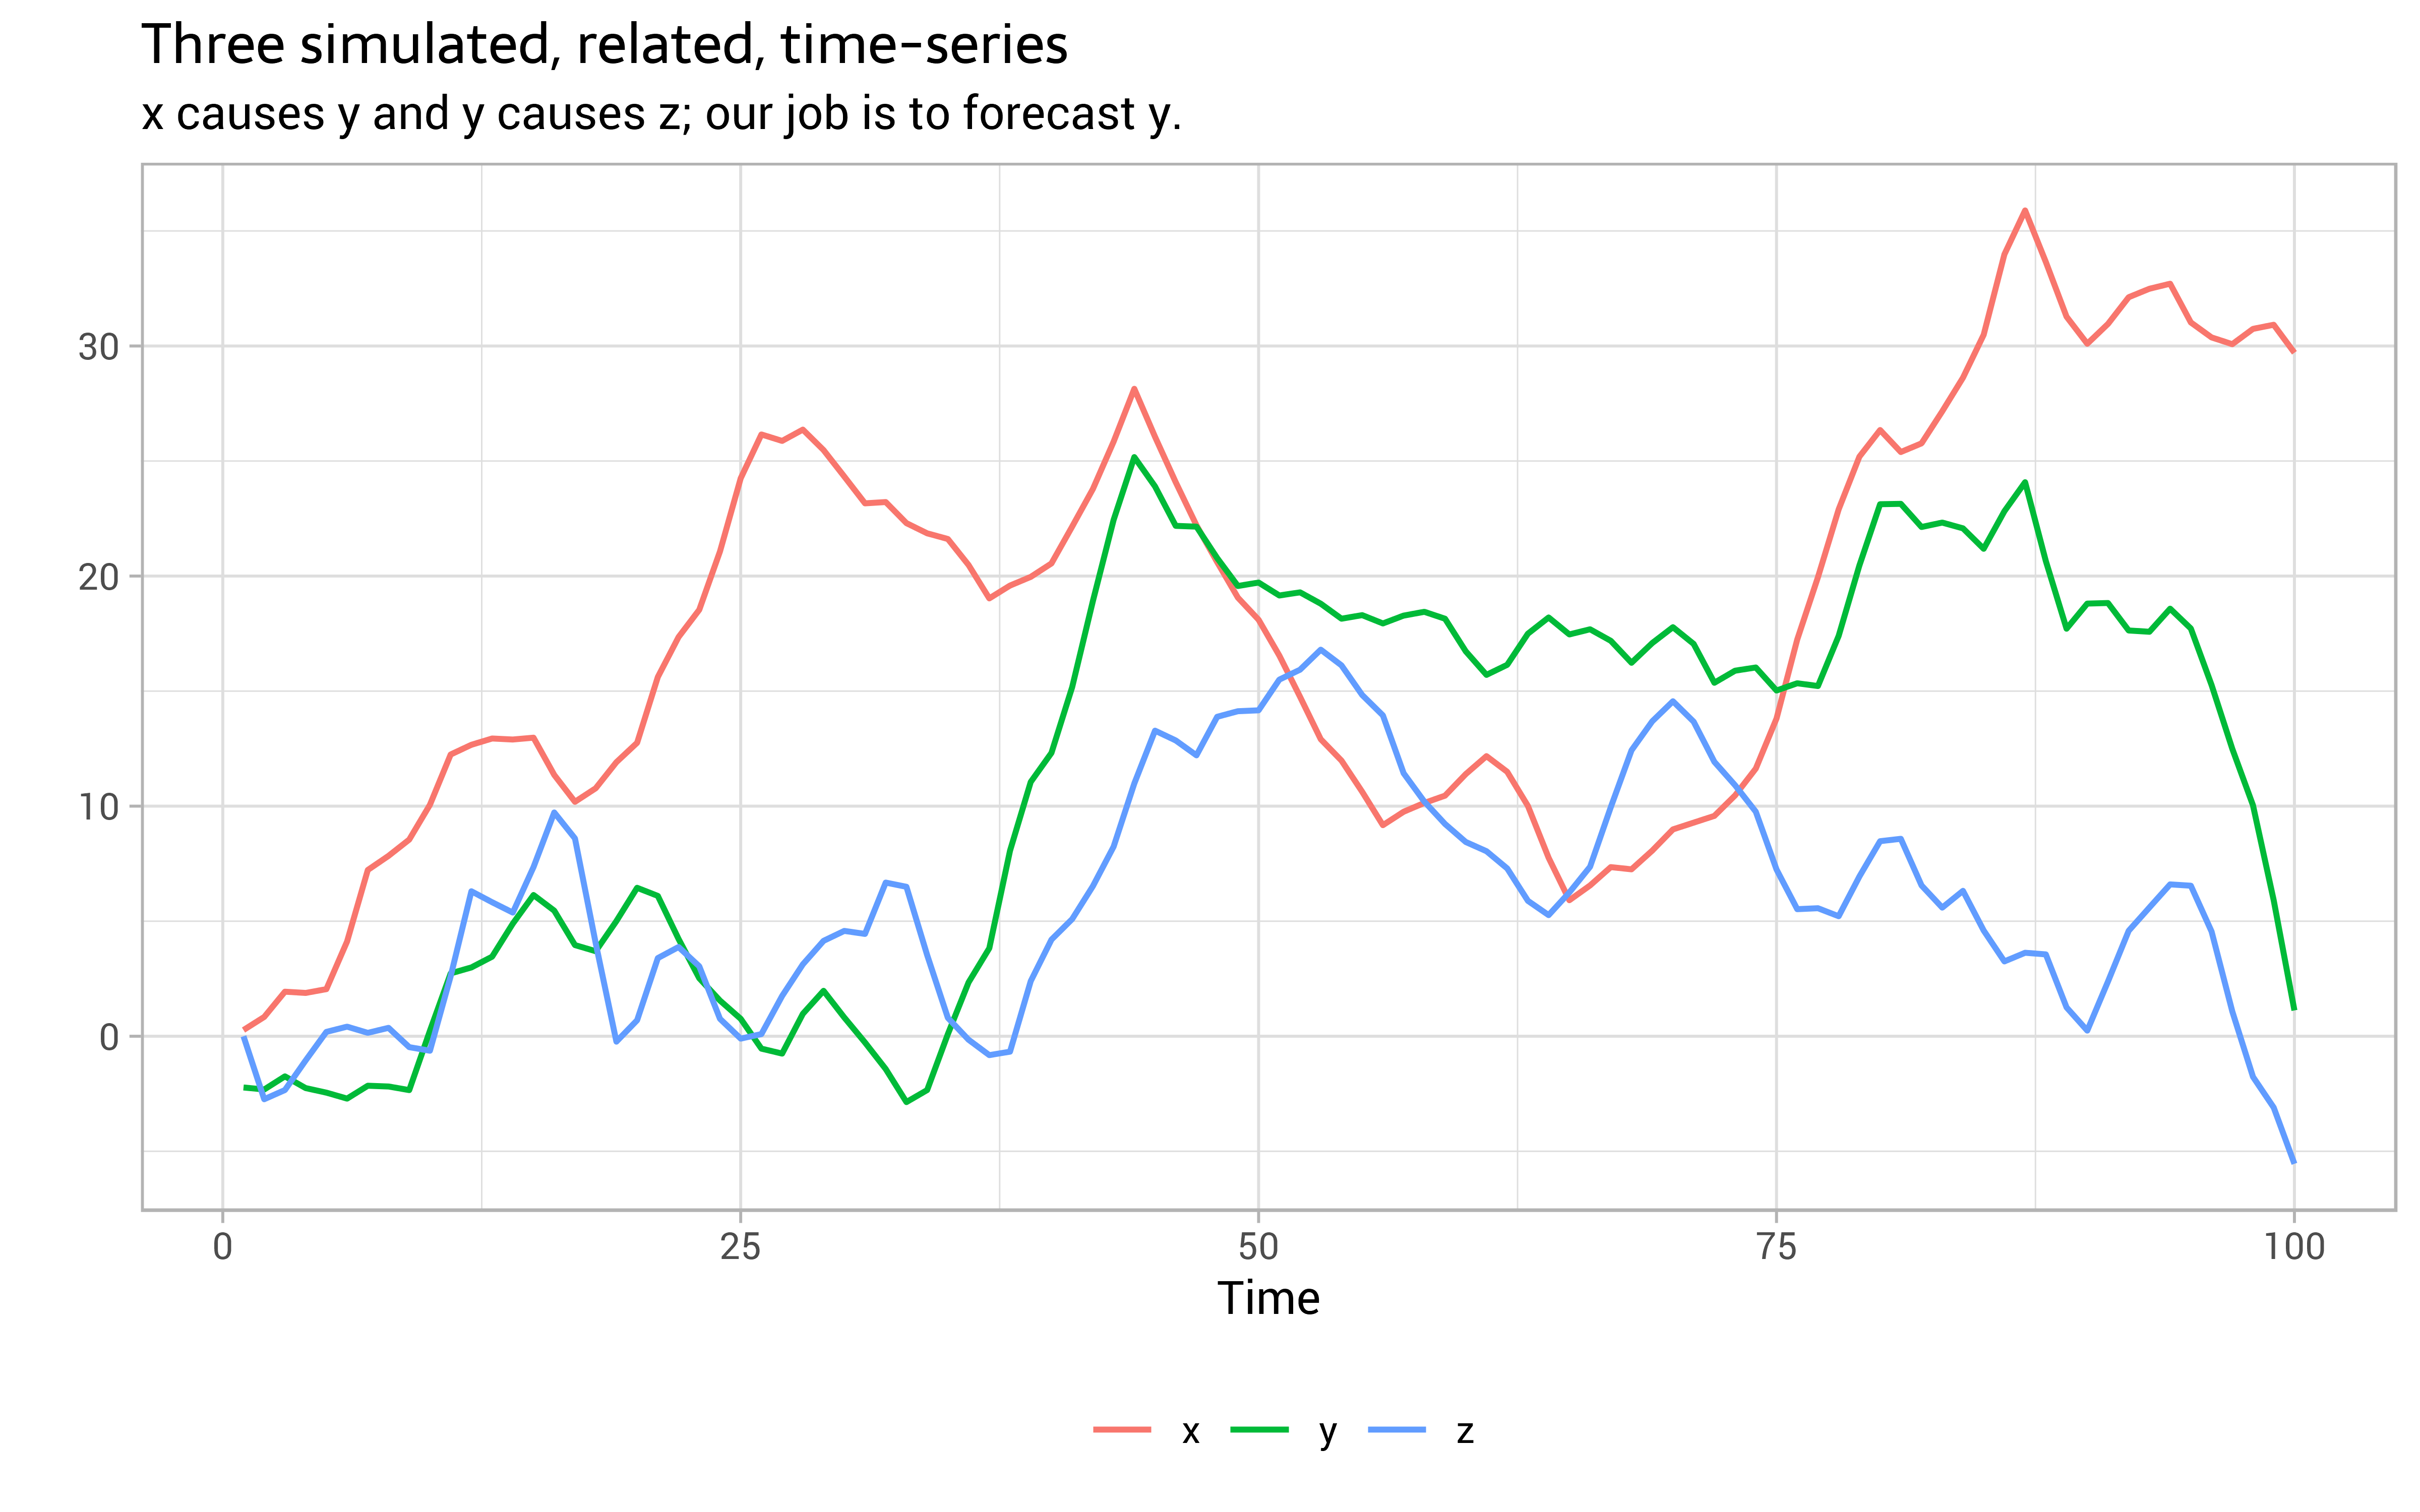 Three simulated, related, time-series
x causes y and y causes z; our job is to forecast y.
30
20
10
0
0 25 50 75 100
Time
x y z